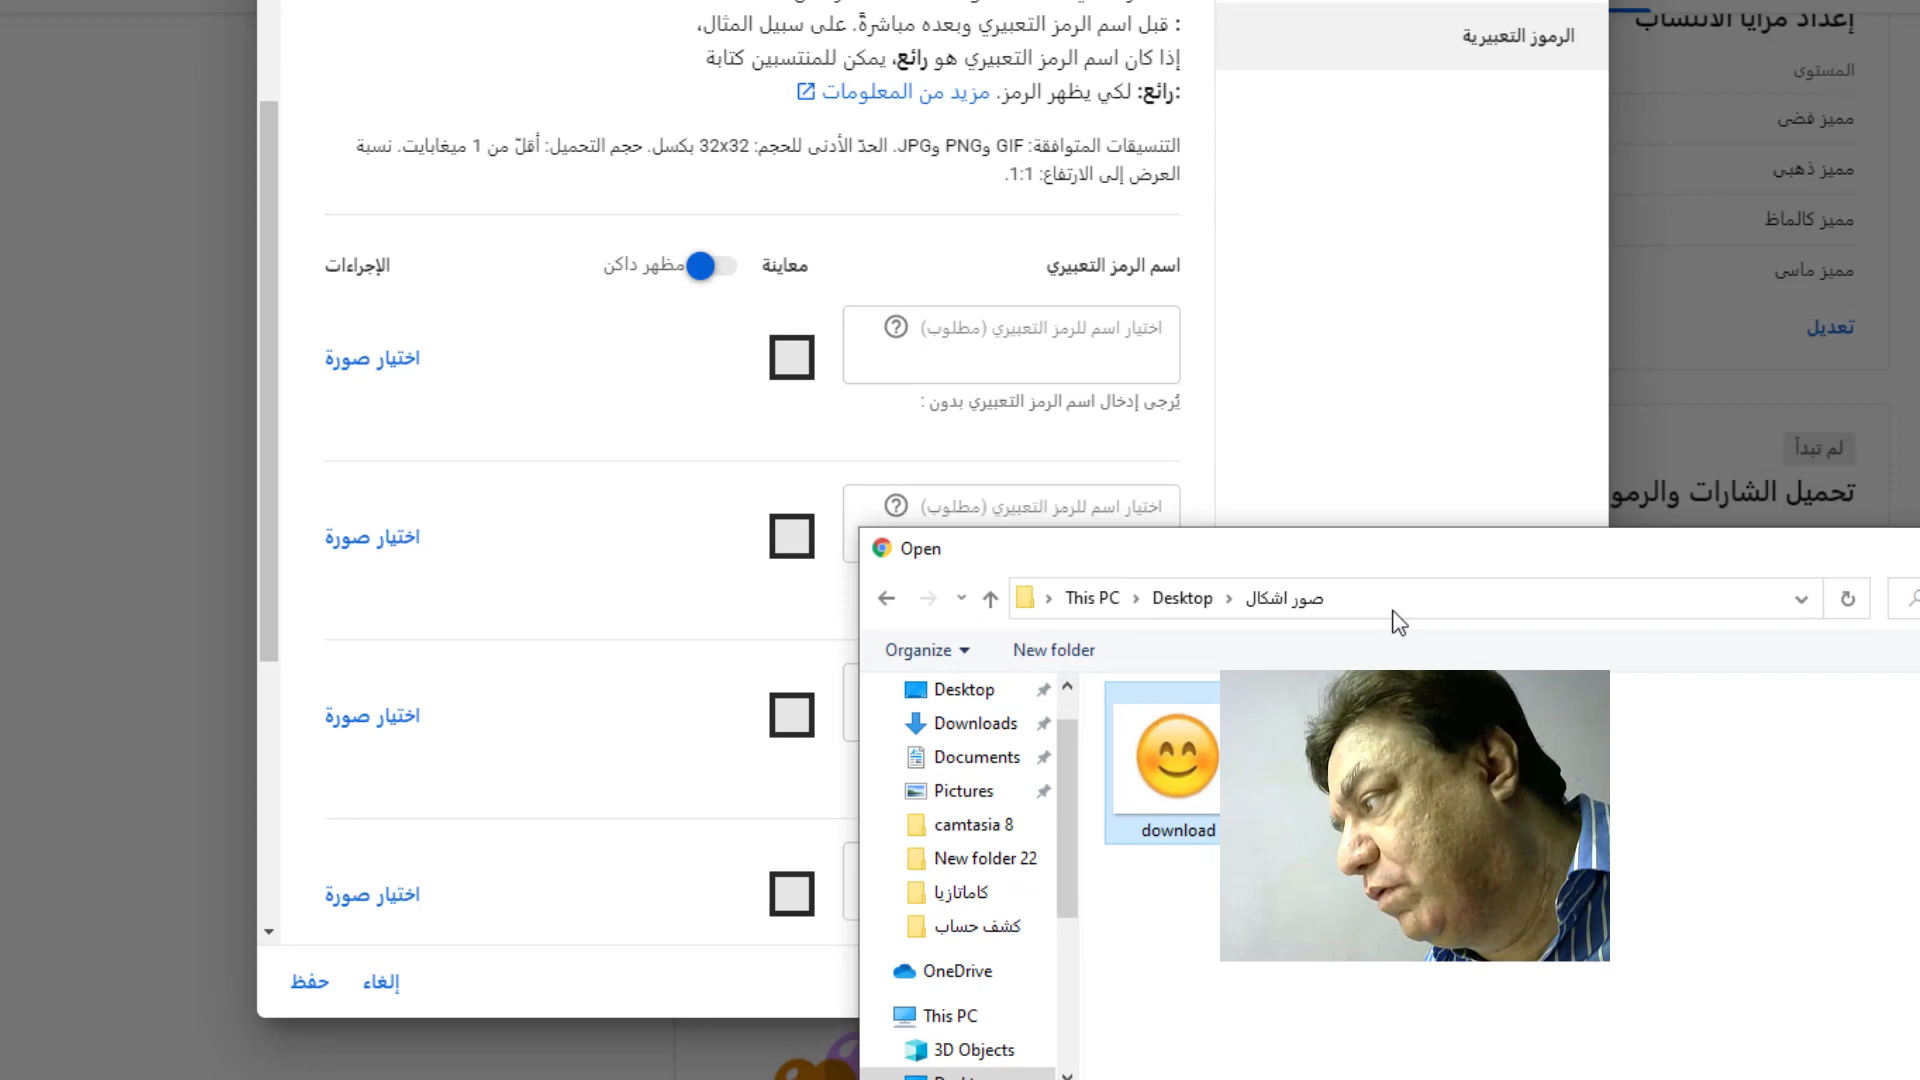 : قبل اسم الرمز التعبيري وبعده مباشرةً. على سبيل المثال،
إذا كان اسم الرمز التعبيري هو رائع، يمكن للمنتسبين كتابة
:رائع: لكي يظهر الرمز. مزيد من المعلومات
التنسيقات المتوافقة: GIF وPNG وJPG. الحدّ الأدنى للحجم: 32x32 بكسل. حجم التحميل: أقلّ من 1 ميغابايت. نسبة
العرض إلى الارتفاع: 1:1.
اسم الرمز التعبيري
معاينة
مظهر داكن
الإجراءات
اختيار اسم للرمز التعبيري (مطلوب)
اختيار صورة
يُرجى إدخال اسم الرمز التعبيري بدون :
اختيار اسم للرمز التعبيري (مطلوب)
اختيار صورة
اختيار صورة
اختيار صورة
إلغاء
حفظ
الرموز التعبيرية
إعداد مزايا الانتساب
المستوى
مميز فضى
مميز ذهبى
مميز كالماظ
مميز ماسى
تعديل
لم تبدأ
تحميل الشارات والرمو
Open
This PC
Desktop
صور اشكال
Organize
New folder
Desktop
Downloads
Documents
Pictures
camtasia 8
New folder 22
كاماتازيا
كشف حساب
OneDrive
This PC
3D Objects
download